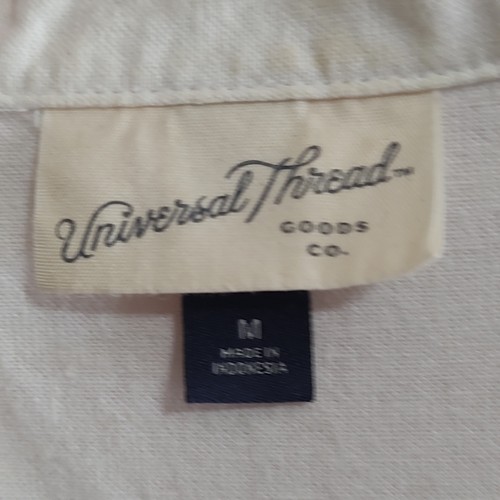 Universal Thread™
GOODS
CO.
M
MADE IN
INDONESIA